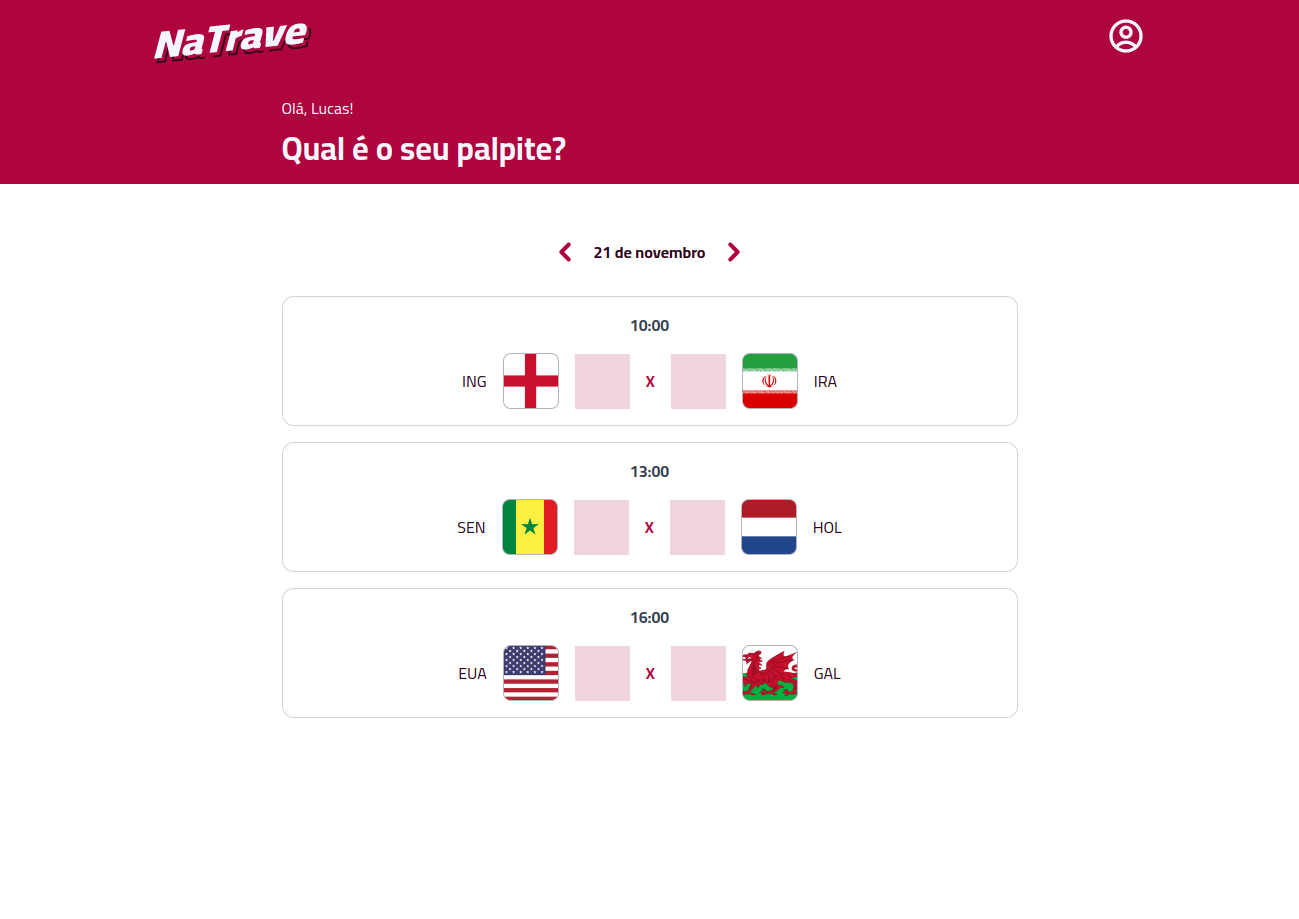 NaTrave
Olá, Lucas!
Qual é o seu palpite?
21 de novembro
10:00
ING X IRA
13:00
SEN X HOL
16:00
EUA X GAL